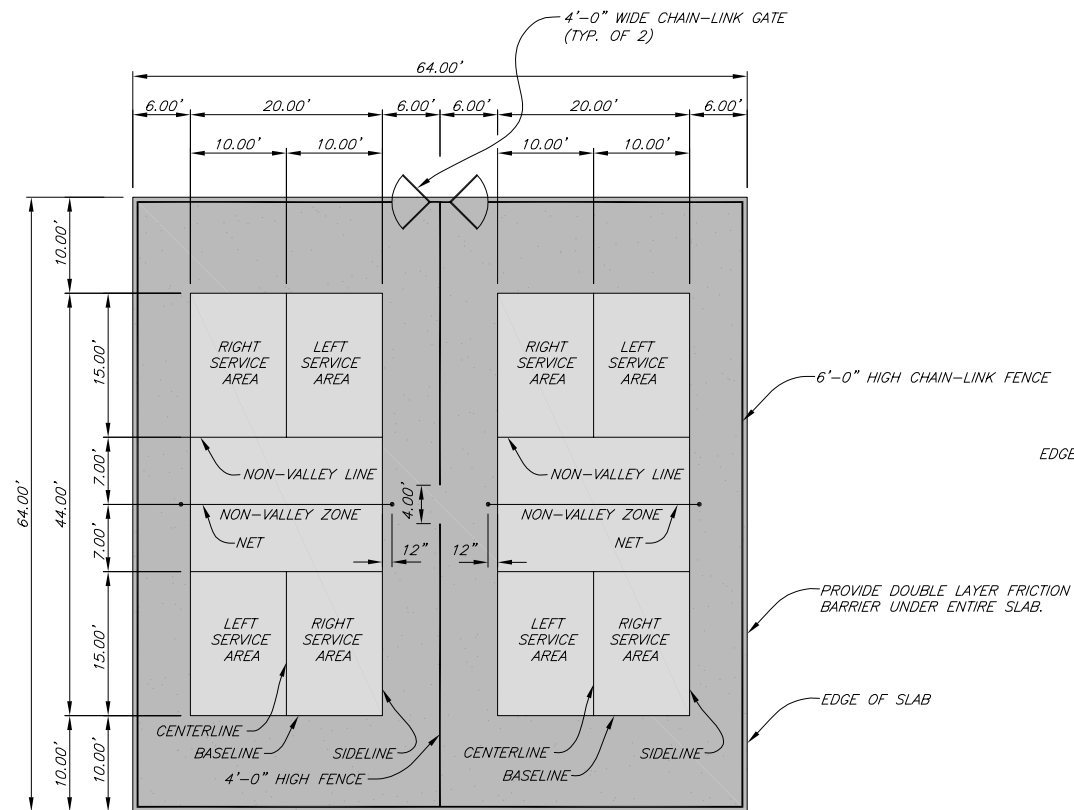 4'-0" WIDE CHAIN-LINK GATE
(TYP. OF 2)
64.00'
6.00'
20.00'
6.00'
6.00'
20.00'
6.00'
10.00'
10.00'
10.00'
10.00'
10.00'
64.00'
44.00'
15.00'
7.00'
7.00'
15.00'
10.00'
10.00'
RIGHT
SERVICE
AREA
LEFT
SERVICE
AREA
RIGHT
SERVICE
AREA
LEFT
SERVICE
AREA
6'-0" HIGH CHAIN-LINK FENCE
EDGE
NON-VALLEY LINE
NON-VALLEY LINE
4.00'
NON-VALLEY ZONE
NON-VALLEY ZONE
NET
12"
12"
NET
PROVIDE DOUBLE LAYER FRICTION
BARRIER UNDER ENTIRE SLAB.
LEFT
SERVICE
AREA
RIGHT
SERVICE
AREA
LEFT
SERVICE
AREA
RIGHT
SERVICE
AREA
EDGE OF SLAB
CENTERLINE
BASELINE
SIDELINE
4'-0" HIGH FENCE
CENTERLINE
BASELINE
SIDELINE